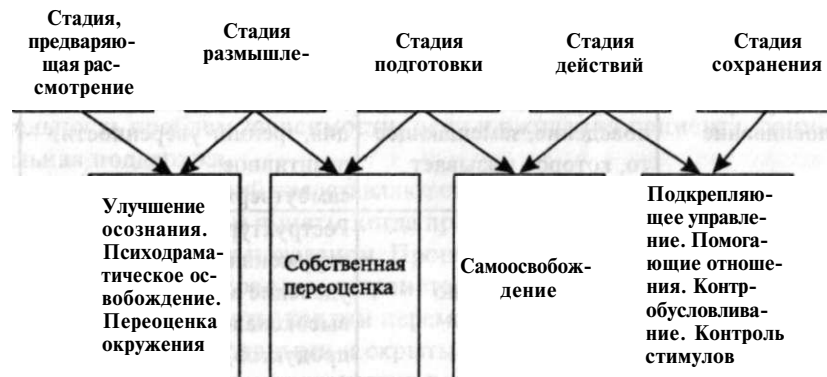 Стадия,
предваряю-
щая рас-
смотрение
Стадия
размышле-
Стадия
подготовки
Стадия
действий
Стадия
сохранения
Улучшение
осознания.
Психодрама-
тическое ос-
вобождение.
Переоценка
окружения
Собственная
переоценка
Самоосвобож-
дение
Подкрепляю-
щее управле-
ние. Помога-
ющие отноше-
ния. Контр-
обусловлива-
ние. Контроль
стимулов